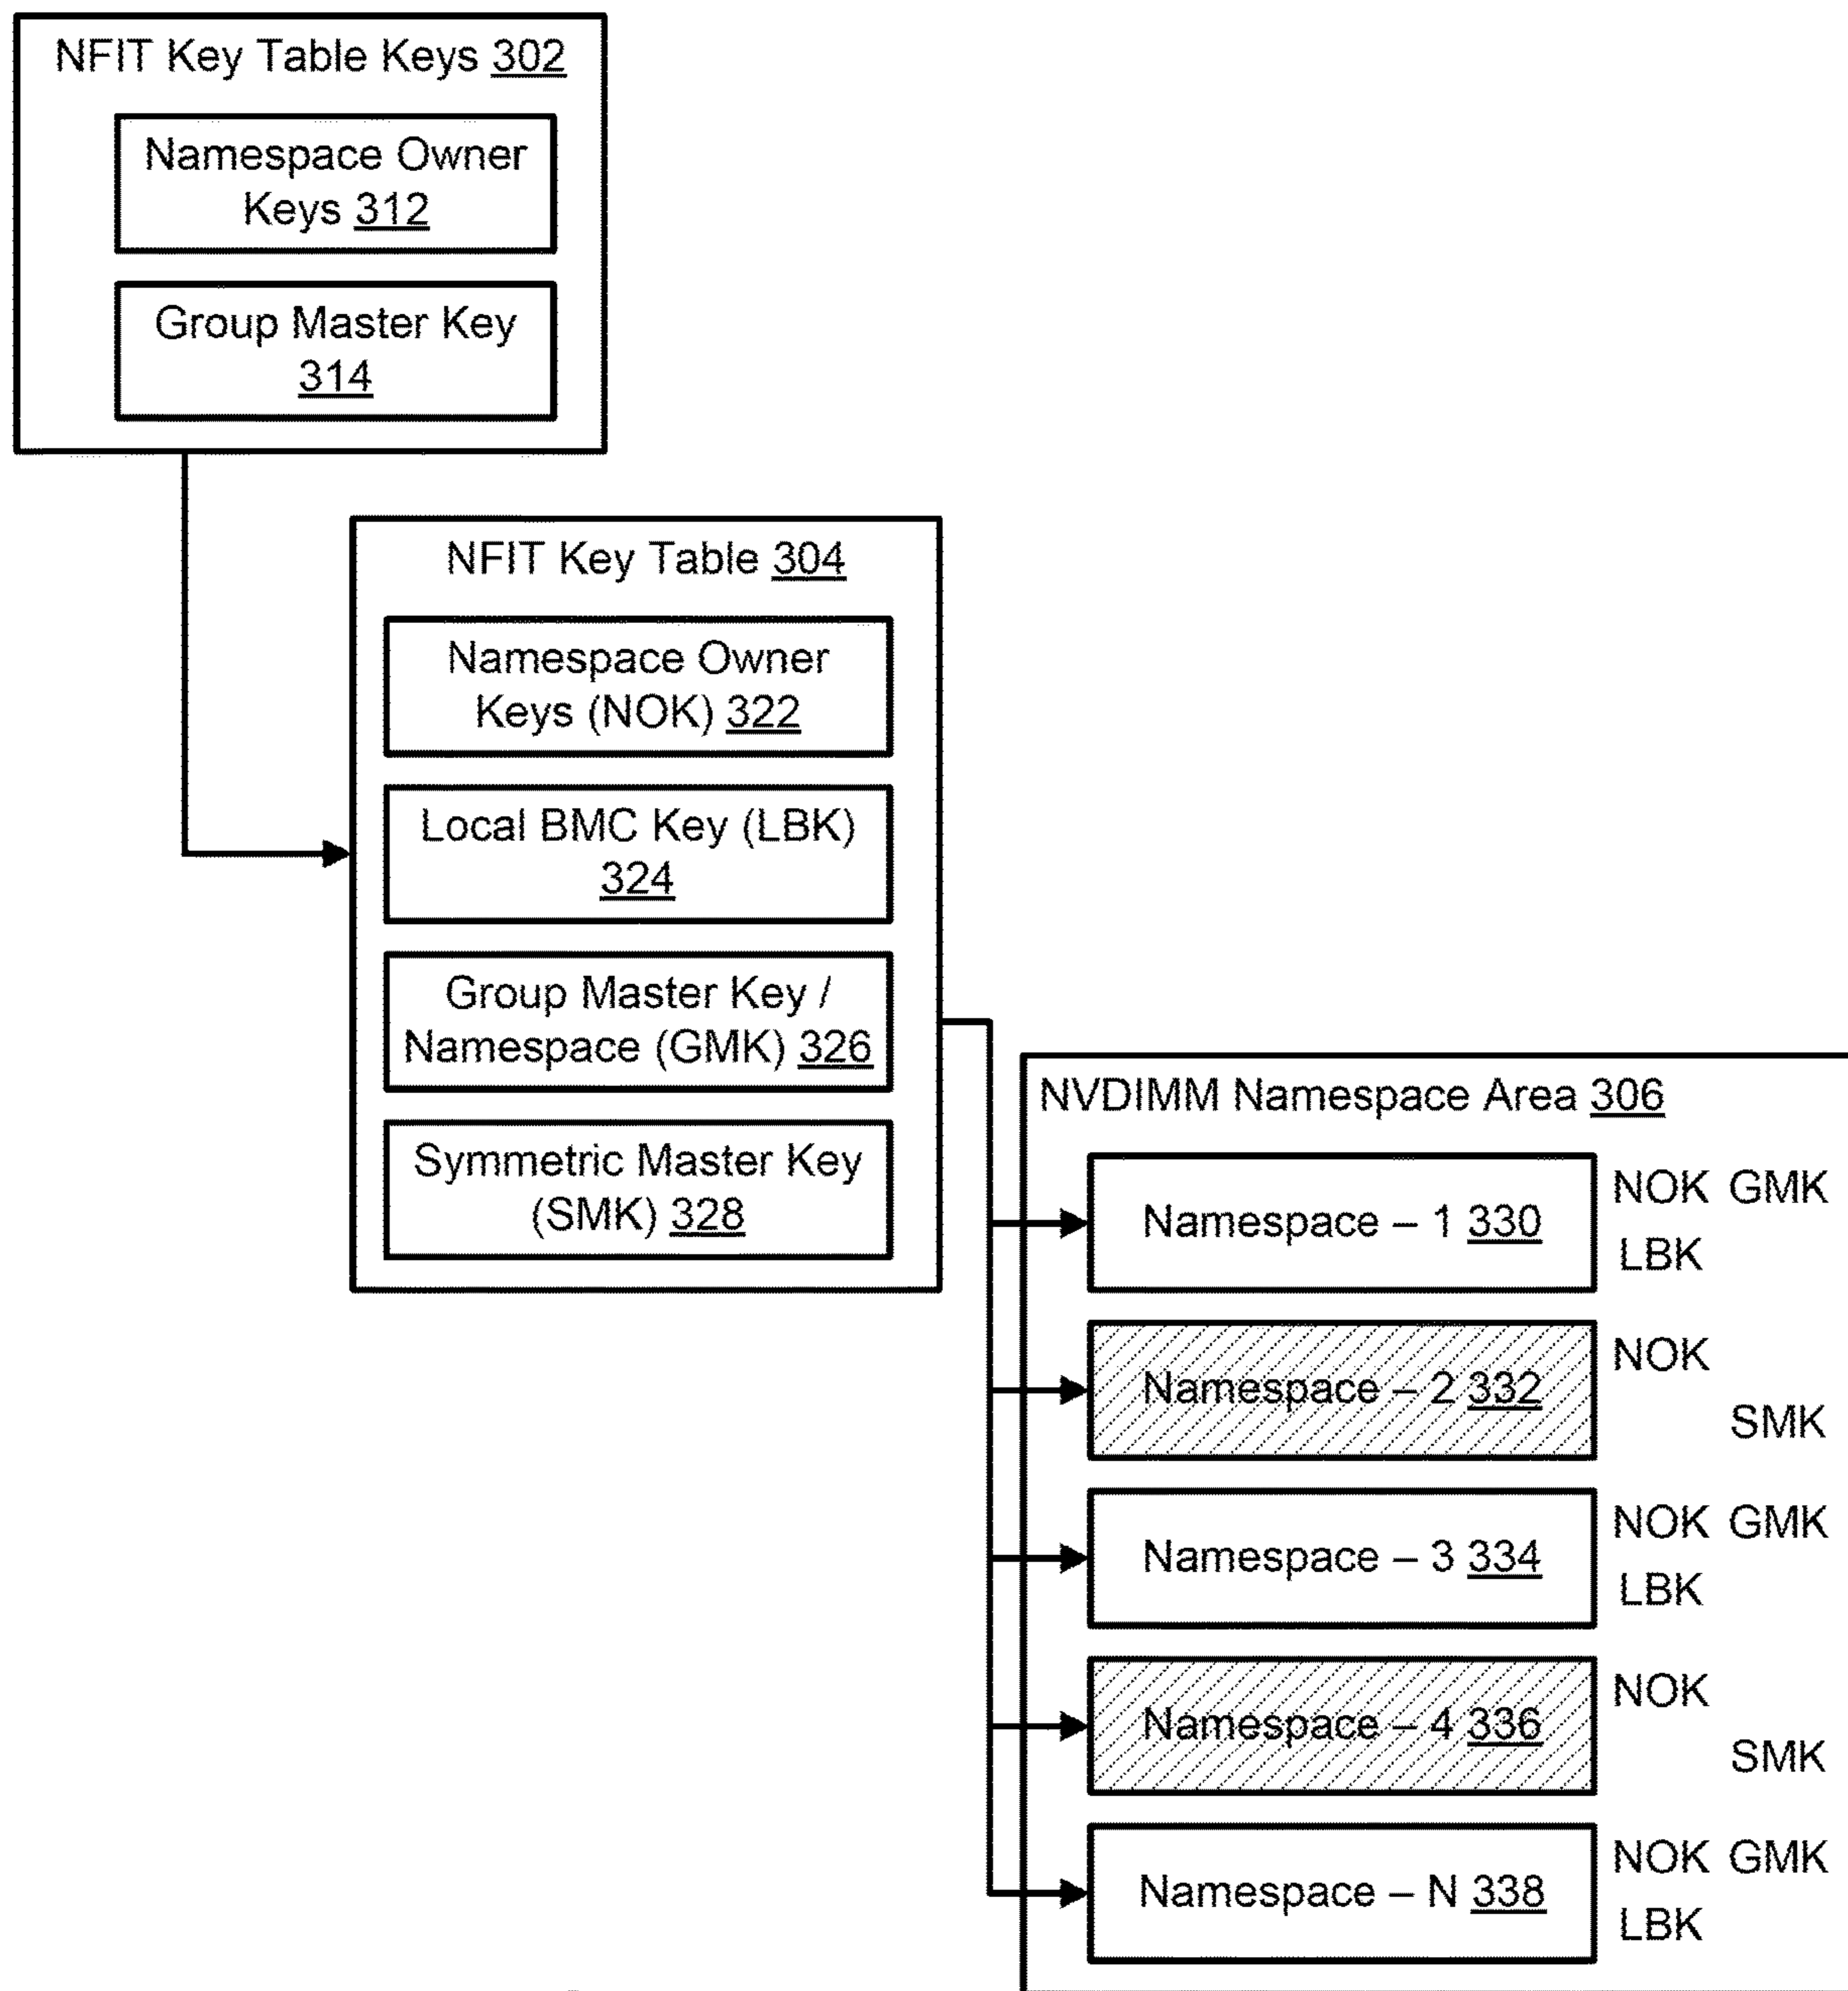 NFIT Key Table Keys 302
Namespace Owner
Keys 312
Group Master Key
314
NFIT Key Table 304
Namespace Owner
Keys (NOK) 322
Local BMC Key (LBK)
324
Group Master Key /
Namespace (GMK) 326
Symmetric Master Key
(SMK) 328
NVDIMM Namespace Area 306
Namespace – 1 330
NOK GMK
LBK
Namespace – 2 332
NOK
SMK
Namespace – 3 334
NOK GMK
LBK
Namespace – 4 336
NOK
SMK
Namespace – N 338
NOK GMK
LBK